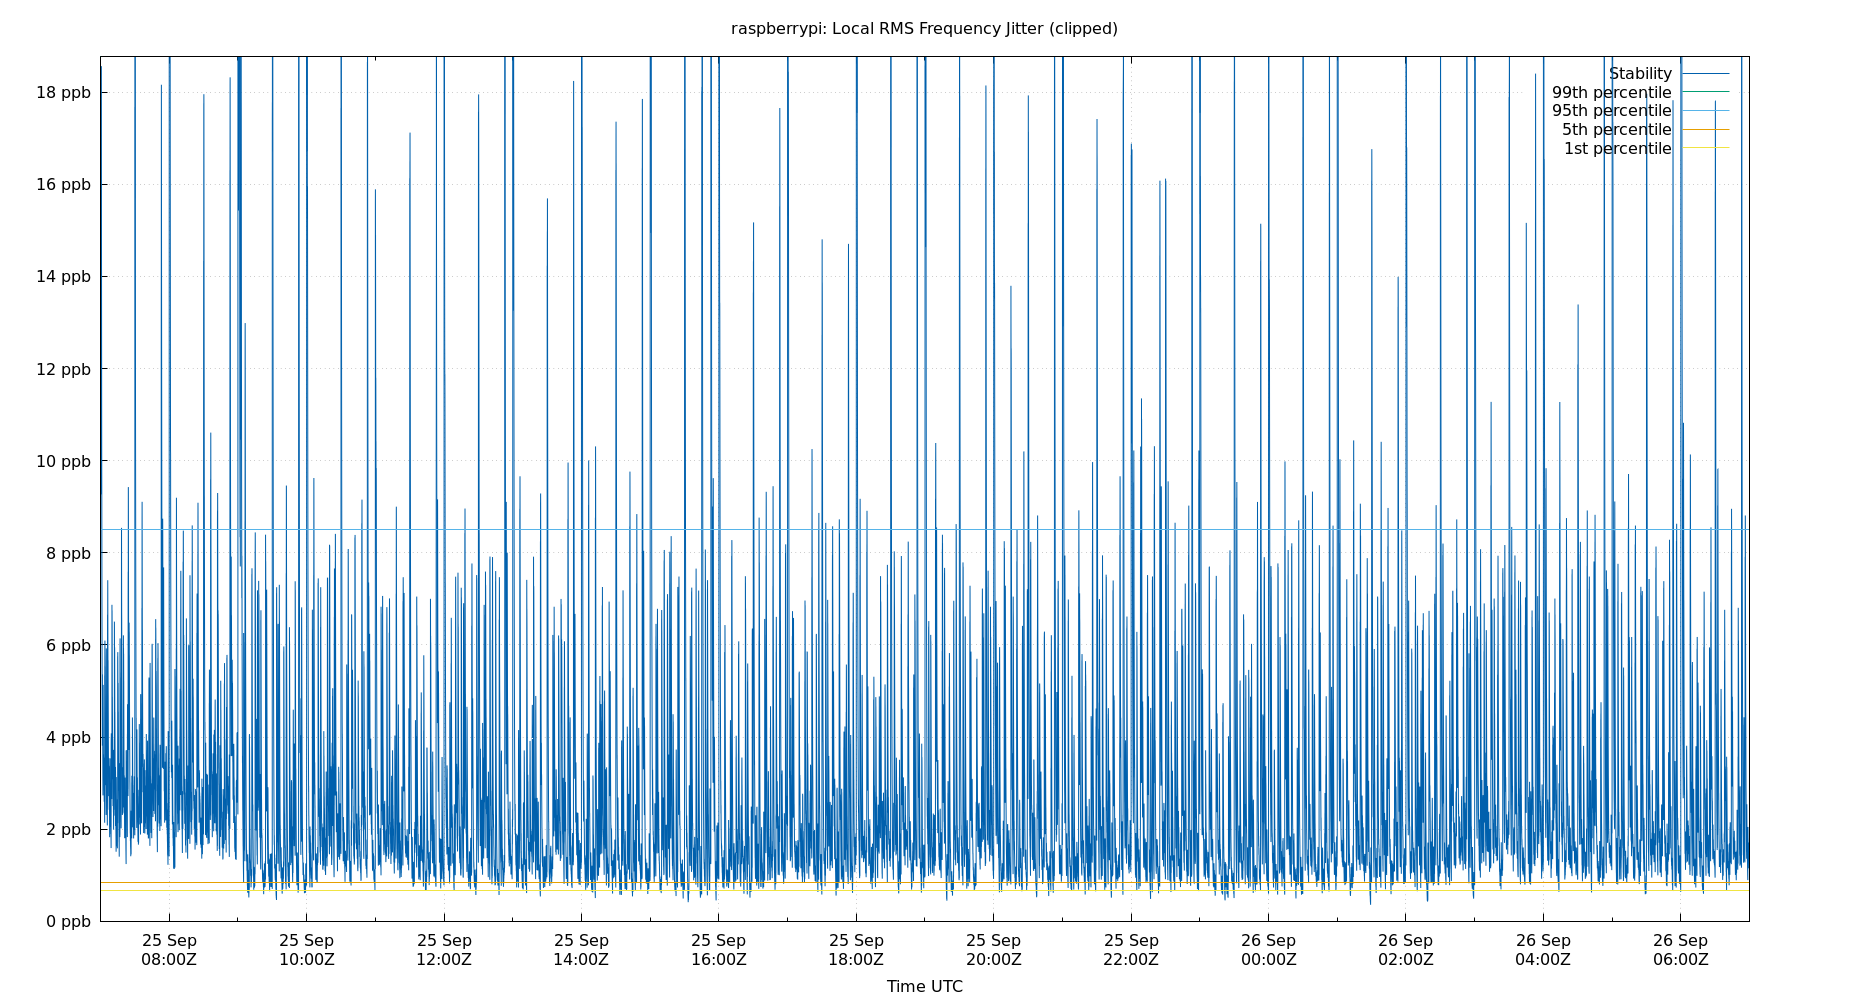 raspberrypi: Local RMS Frequency Jitter (clipped)
18 ppb
16 ppb
14 ppb
12 ppb
10 ppb
8 ppb
6 ppb
4 ppb
2 ppb
0 ppb
Stability
99th percentile
95th percentile
5th percentile
1st percentile
25 Sep 25 Sep 25 Sep 25 Sep 25 Sep 25 Sep 25 Sep 25 Sep 26 Sep 26 Sep 26 Sep 26 Sep
08:00Z 10:00Z 12:00Z 14:00Z 16:00Z 18:00Z 20:00Z 22:00Z 00:00Z 02:00Z 04:00Z 06:00Z
Time UTC